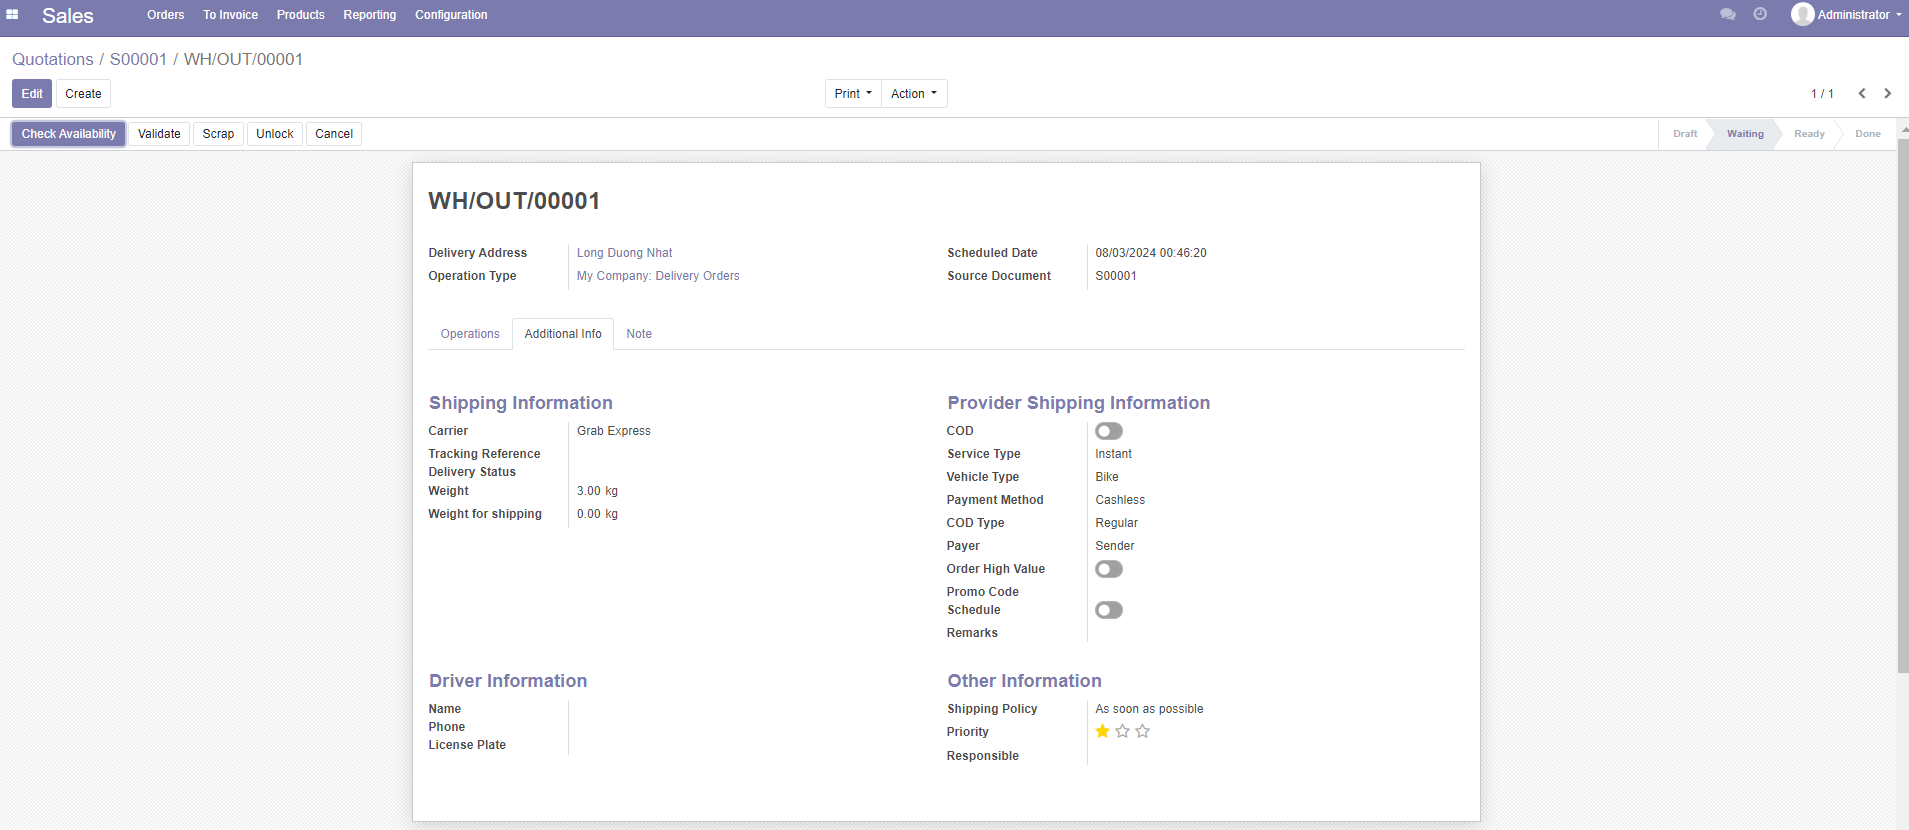 Sales Orders To Invoice Products Reporting Configuration Administrator
Quotations / S00001 / WH/OUT/00001
Edit Create Print Action 1 / 1
Check Availability Validate Scrap Unlock Cancel Draft Waiting Ready Done
WH/OUT/00001
Delivery Address Long Duong Nhat Scheduled Date 08/03/2024 00:46:20
Operation Type My Company: Delivery Orders Source Document S00001
Operations Additional Info Note
Shipping Information
Carrier Grab Express
Tracking Reference
Delivery Status
Weight 3.00 kg
Weight for shipping 0.00 kg
Provider Shipping Information
COD
Service Type Instant
Vehicle Type Bike
Payment Method Cashless
COD Type Regular
Payer Sender
Order High Value
Promo Code
Schedule
Remarks
Driver Information
Name
Phone
License Plate
Other Information
Shipping Policy As soon as possible
Priority
Responsible